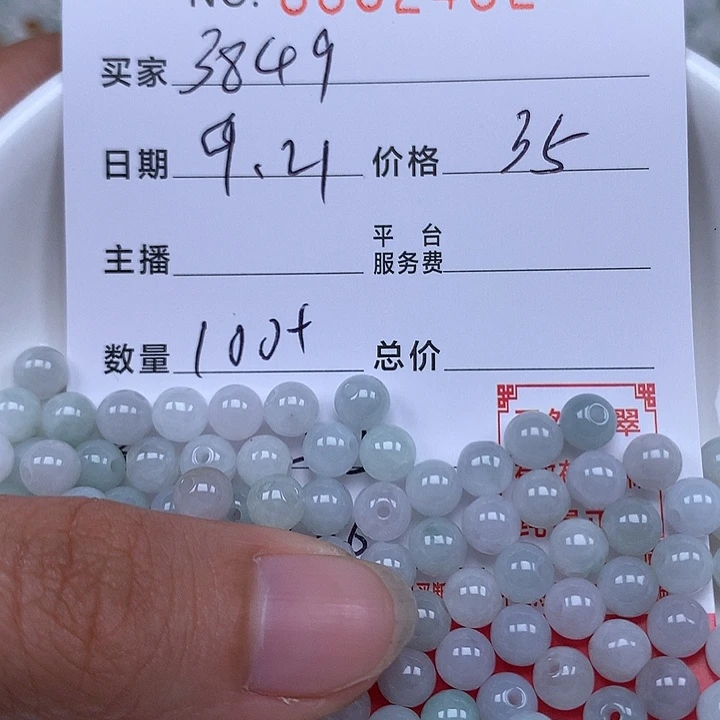 买家 3849
日期 9.21 价格 35
主播 平台服务费
数量 100+ 总价
翠